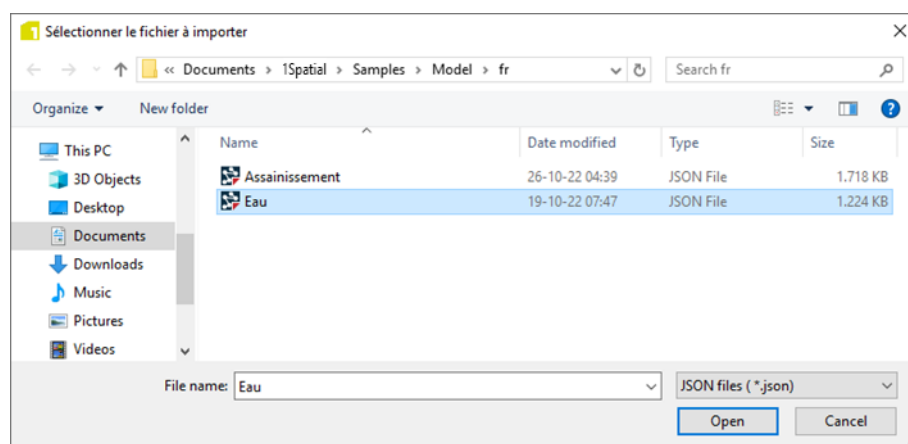 Sélectionner le fichier à importer
« Documents > 1Spatial > Samples > Model > fr
Search fr
Organize New folder
Name Date modified Type Size
This PC
3D Objects
Desktop
Documents
Downloads
Music
Pictures
Videos
Assainissement 26-10-22 04:39 JSON File 1.718 KB
Eau 19-10-22 07:47 JSON File 1.224 KB
File name: Eau
JSON files ( *.json)
Open Cancel